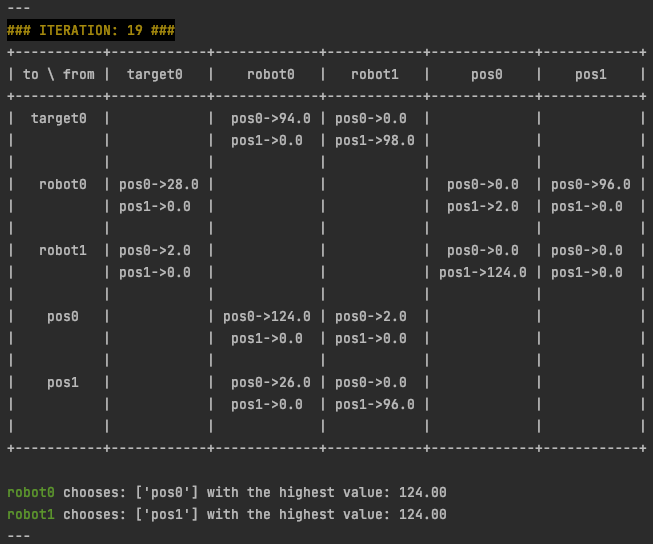 ---
### ITERATION: 19 ###
+-----------+-----------+-------------+------------+-------------+------------+
| to \ from | target0 | robot0 | robot1 | pos0 | pos1 |
+-----------+-----------+-------------+------------+-------------+------------+
| target0 | | pos0->94.0 | pos0->0.0 | | |
| | | pos1->0.0 | pos1->98.0 | | |
| | | | | | |
| robot0 | pos0->28.0 | | | pos0->0.0 | pos0->96.0 |
| | pos1->0.0 | | | pos1->2.0 | pos1->0.0 |
| | | | | | |
| robot1 | pos0->2.0 | | | pos0->0.0 | pos0->0.0 |
| | pos1->0.0 | | | pos1->124.0 | pos1->0.0 |
| | | | | | |
| pos0 | | pos0->124.0 | pos0->2.0 | | |
| | | pos1->0.0 | pos1->0.0 | | |
| | | | | | |
| pos1 | | pos0->26.0 | pos0->0.0 | | |
| | | pos1->0.0 | pos1->96.0 | | |
| | | | | | |
+-----------+-----------+-------------+------------+-------------+------------+
robot0 chooses: ['pos0'] with the highest value: 124.00
robot1 chooses: ['pos1'] with the highest value: 124.00
---